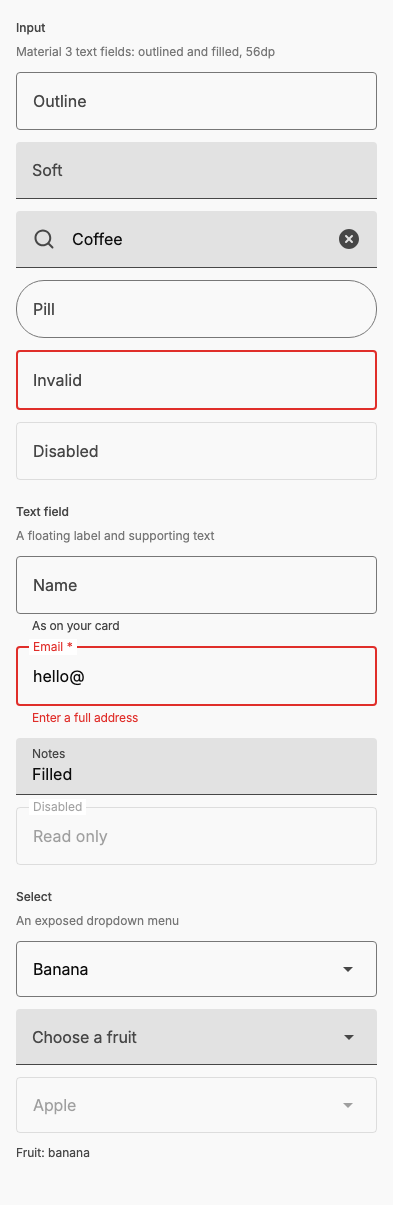 Input
Material 3 text fields: outlined and filled, 56dp
Outline
Soft
Coffee
Pill
Invalid
Disabled
Text field
A floating label and supporting text
Name
As on your card
Email *
hello@
Enter a full address
Notes
Filled
Disabled
Read only
Select
An exposed dropdown menu
Banana
Choose a fruit
Apple
Fruit: banana